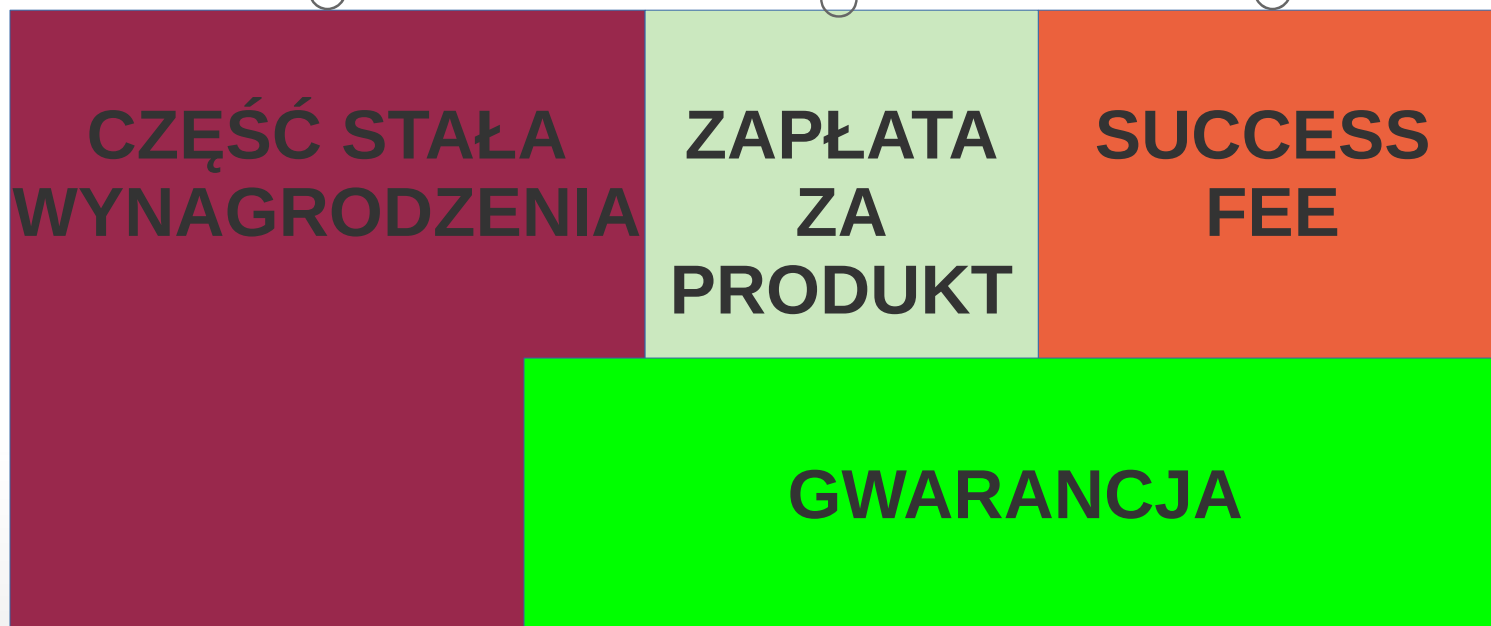 CZĘŚĆ STAŁA
WYNAGRODZENIA
ZAPŁATA
ZA
PRODUKT
SUCCESS
FEE
GWARANCJA